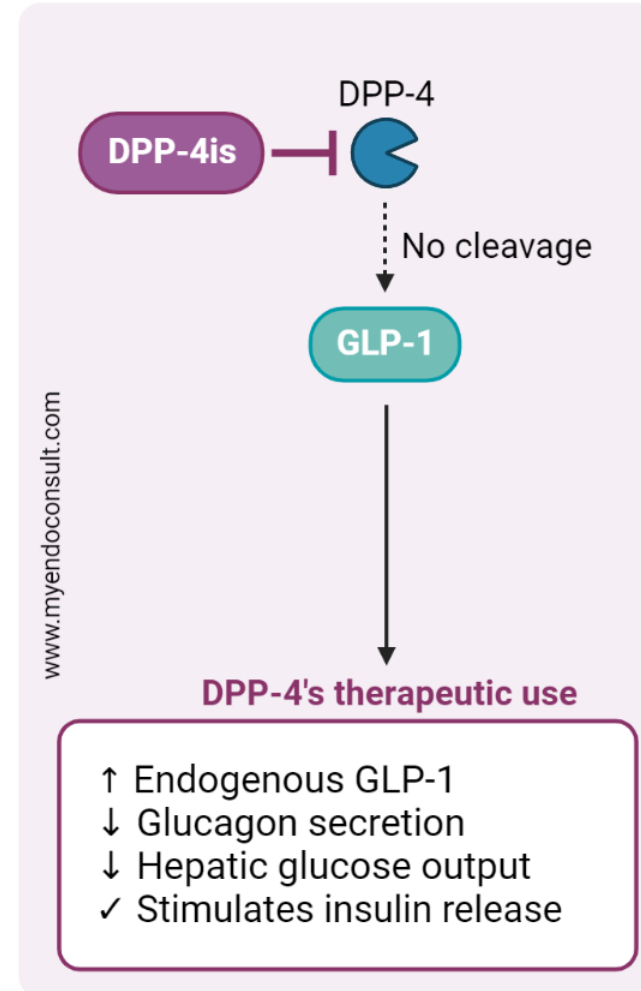 DPP-4
DPP-4is
No cleavage
GLP-1
www.myendoconsult.com
DPP-4's therapeutic use
↑ Endogenous GLP-1
↓ Glucagon secretion
↓ Hepatic glucose output
✓ Stimulates insulin release